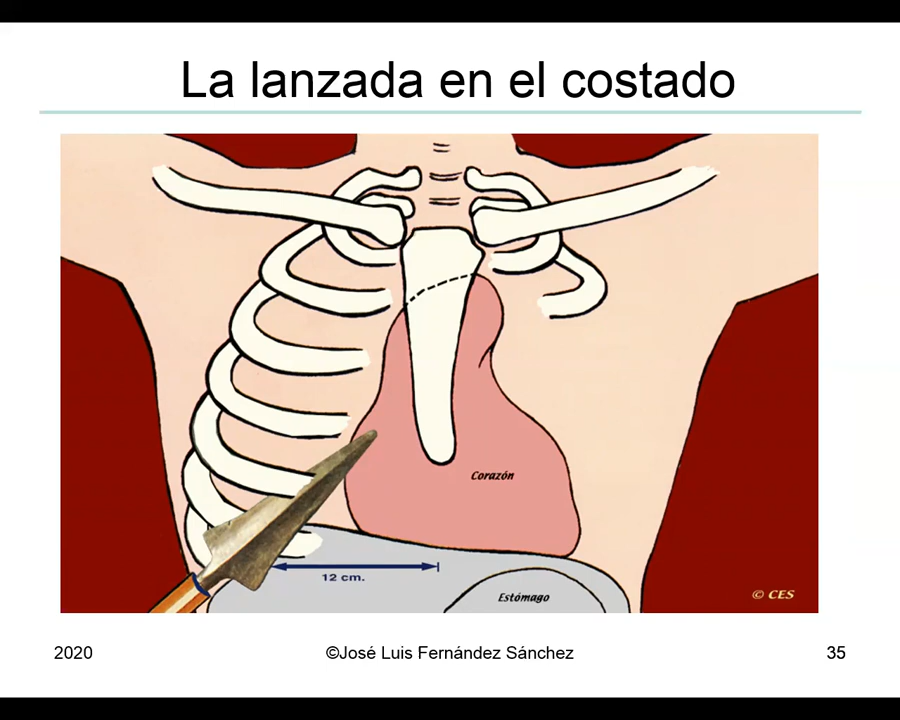 La lanzada en el costado
Corazón
12 cm.
Estómago
© CES
2020
©José Luis Fernández Sánchez
35